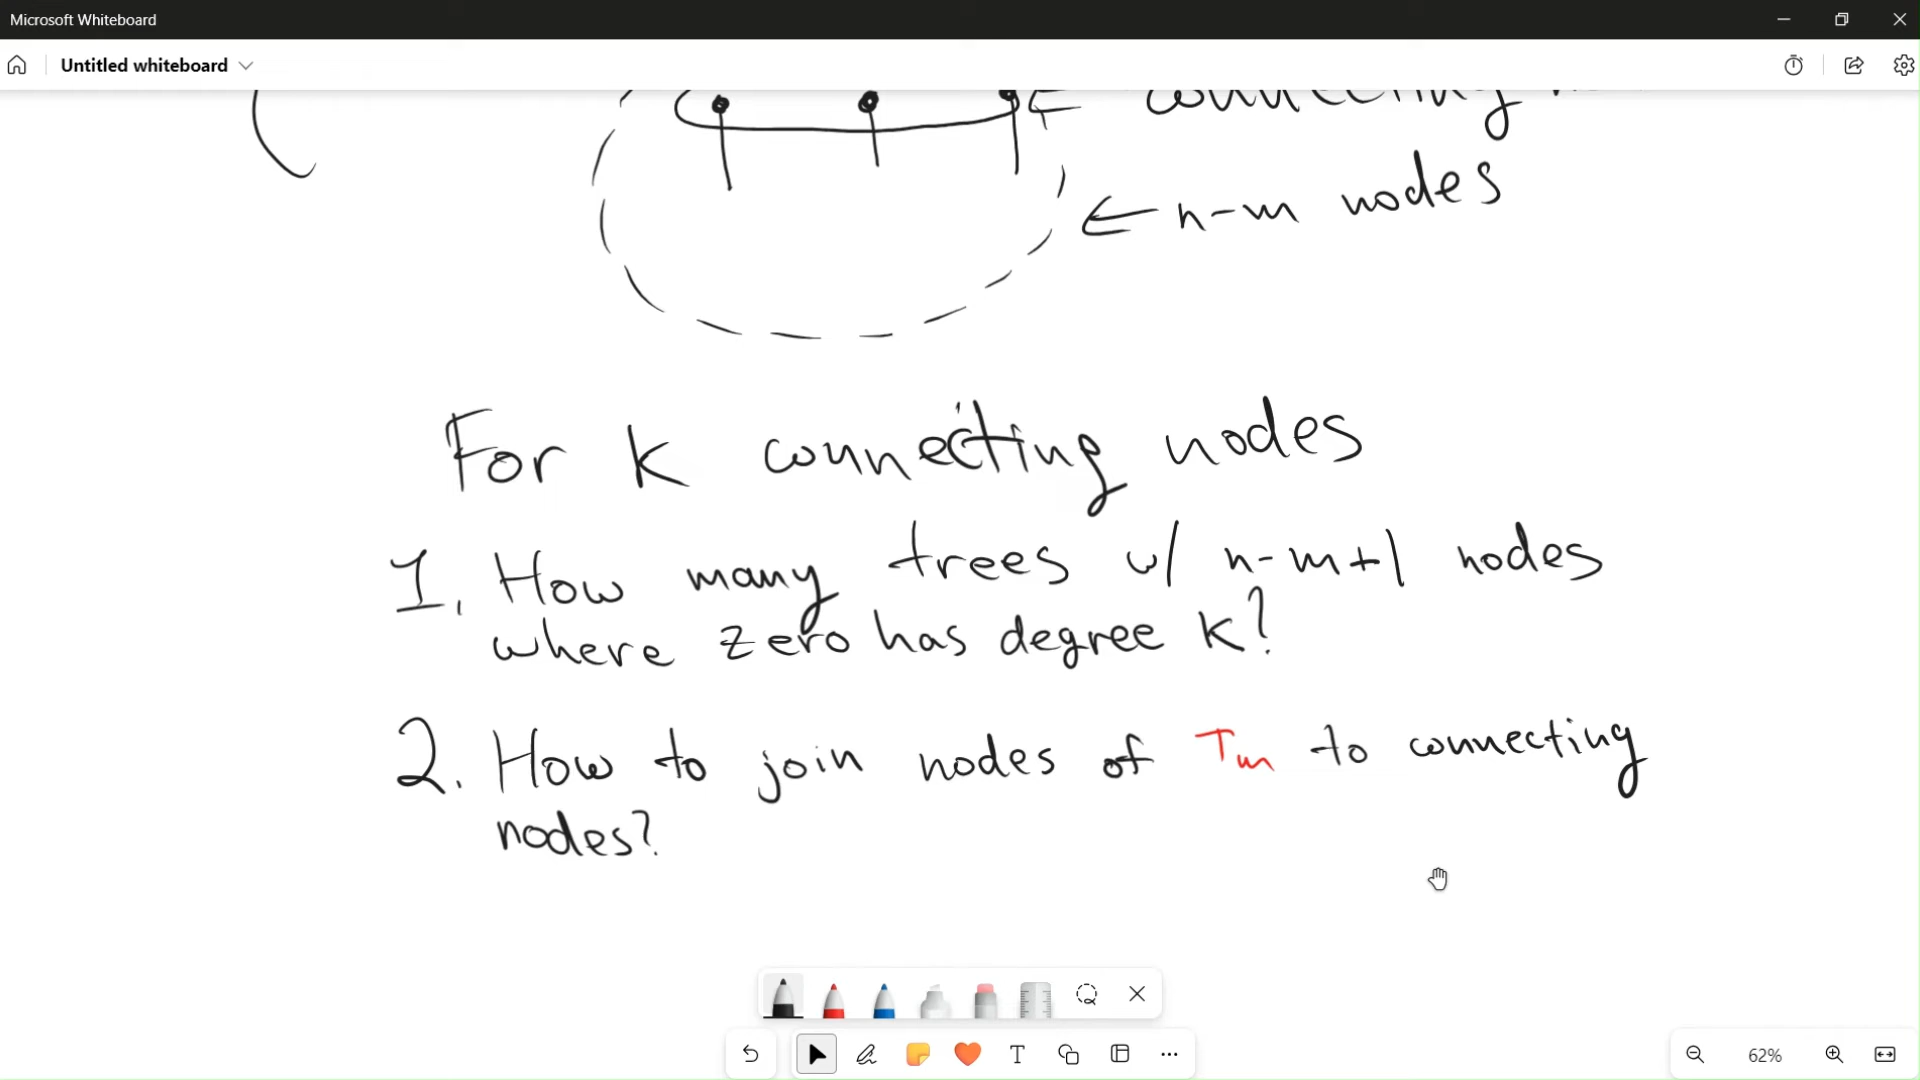 Microsoft Whiteboard
Untitled whiteboard
connecting
← n-m nodes
For k connecting nodes
1. How many trees w/ n-m+1 nodes
where zero has degree k?
2. How to join nodes of Tm to connecting
nodes?
62%